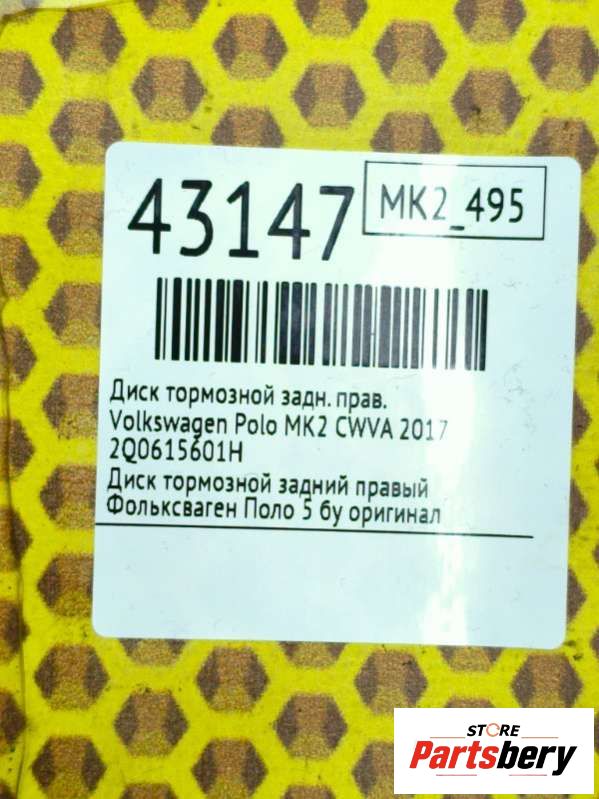 43147
MK2_495
Диск тормозной задн. прав.
Volkswagen Polo MK2 CWVA 2017
2Q0615601H
Диск тормозной задний правый
Фольксваген Поло 5 бу оригинал
STORE
Partsbery